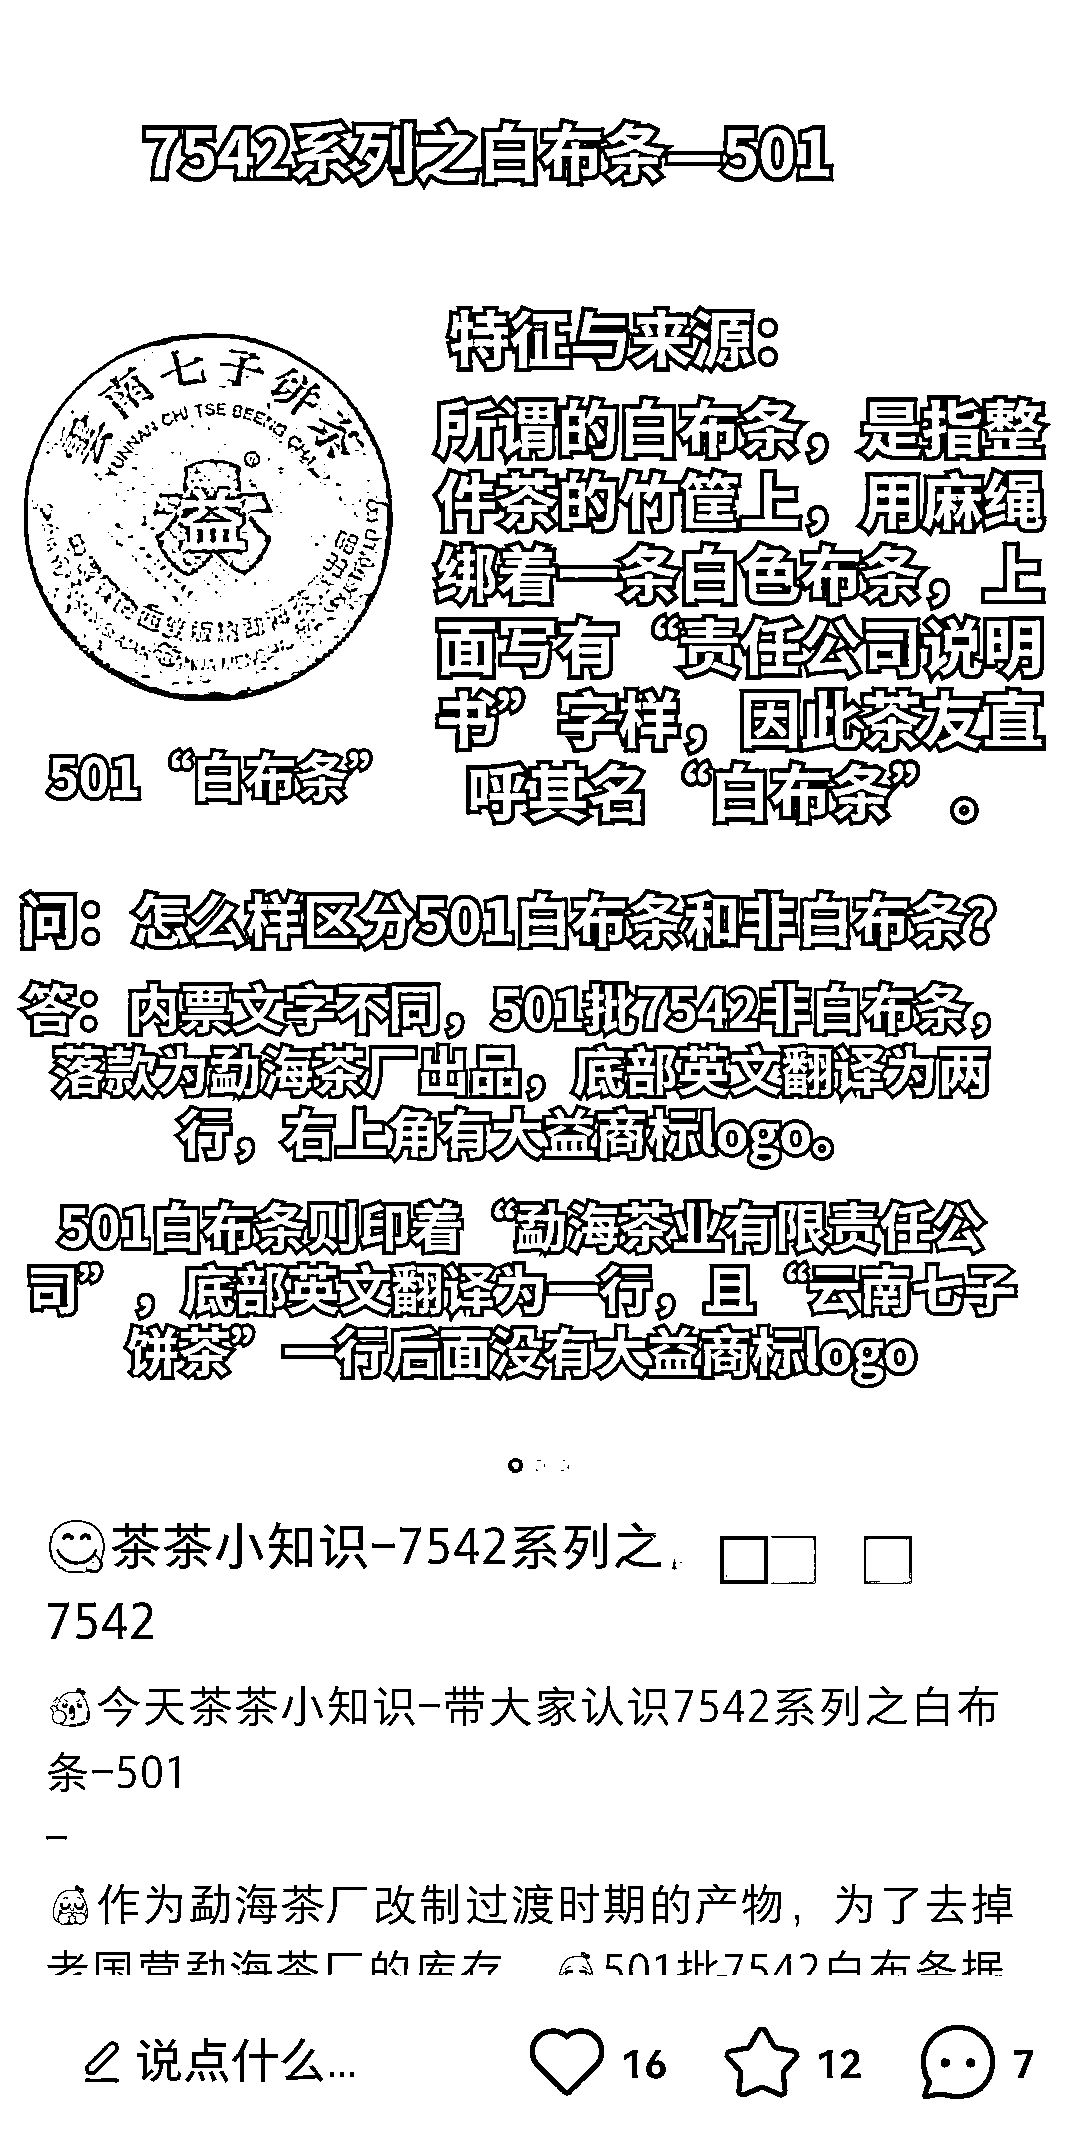 7542系列之白布条—501
特征与来源：
雲南七子餅茶
YUNNAN CHI TSE BEENG CHA
益
所谓的白布条，是指整
件茶的竹筐上，用麻绳
绑着一条白色布条，上
面写有“责任公司说明
书”字样，因此茶友直
呼其名“白布条”。
501“白布条”
问：怎么样区分501白布条和非白布条？
答：内票文字不同，501批7542非白布条，
落款为勐海茶厂出品，底部英文翻译为两
行，右上角有大益商标logo。
501白布条则印着“勐海茶业有限责任公
司”，底部英文翻译为一行，且“云南七子
饼茶”一行后面没有大益商标logo
茶茶小知识-7542系列之
7542
今天茶茶小知识-带大家认识7542系列之白布
条-501
-
作为勐海茶厂改制过渡时期的产物，为了去掉
老国营勐海茶厂的库存 501批7542白布条据
说点什么... 16 12 7